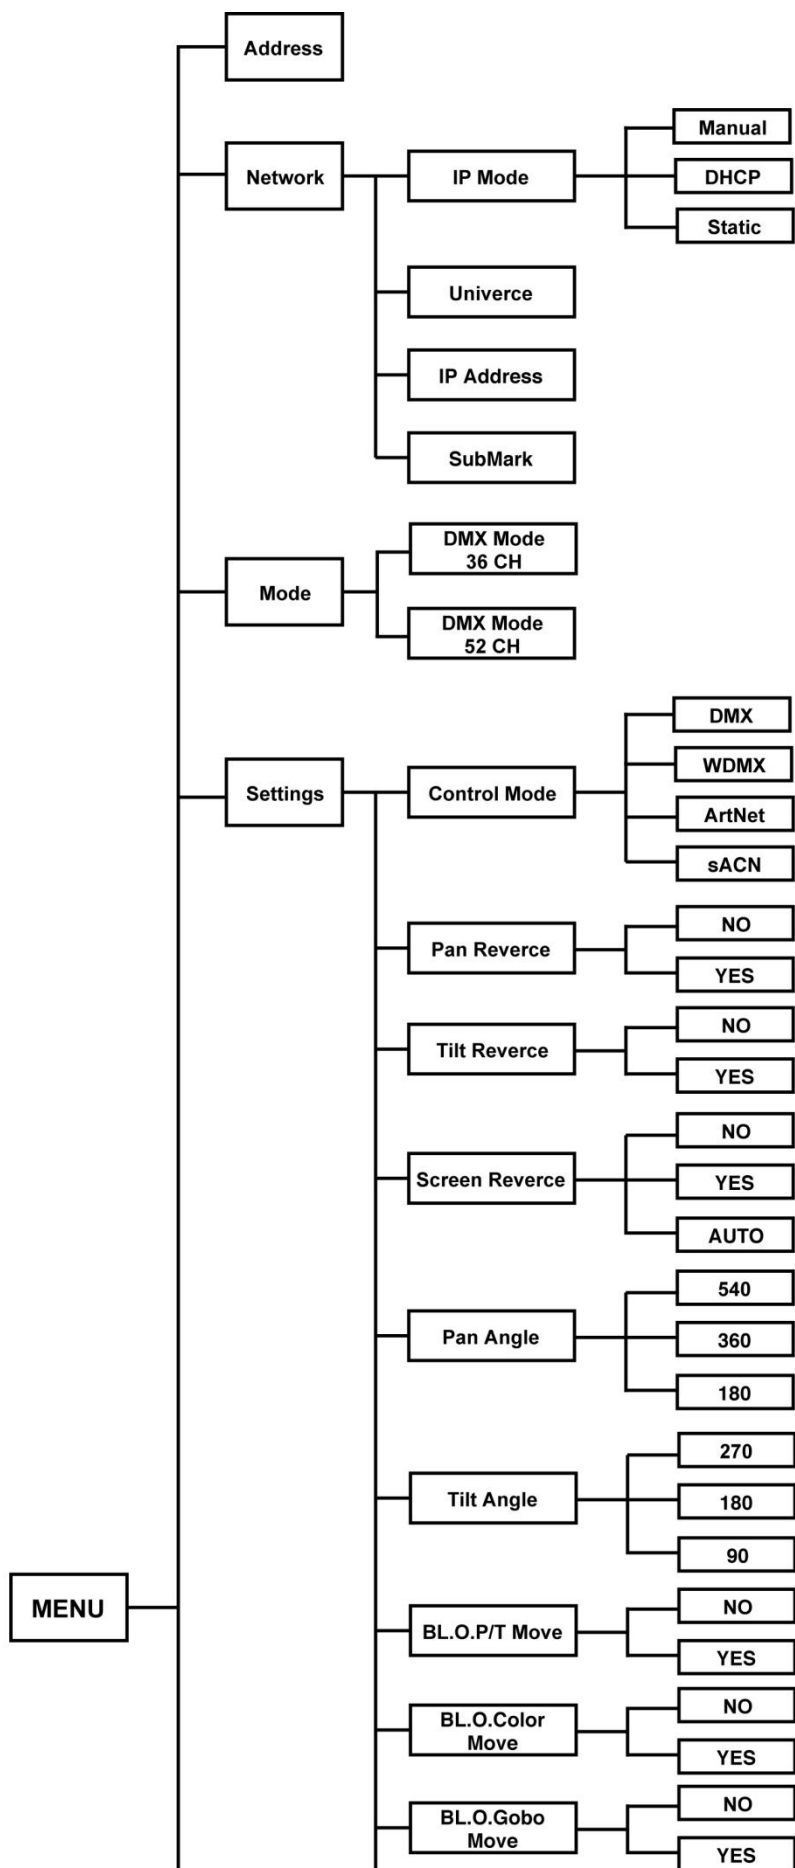 Address
Network
IP Mode
Manual
DHCP
Static
Univerce
IP Address
SubMark
Mode
DMX Mode
36 CH
DMX Mode
52 CH
Settings
Control Mode
DMX
WDMX
ArtNet
sACN
Pan Reverce
NO
YES
Tilt Reverce
NO
YES
Screen Reverce
NO
YES
AUTO
Pan Angle
540
360
180
Tilt Angle
270
180
90
MENU
BL.O.P/T Move
NO
YES
BL.O.Color
Move
NO
YES
BL.O.Gobo
Move
NO
YES